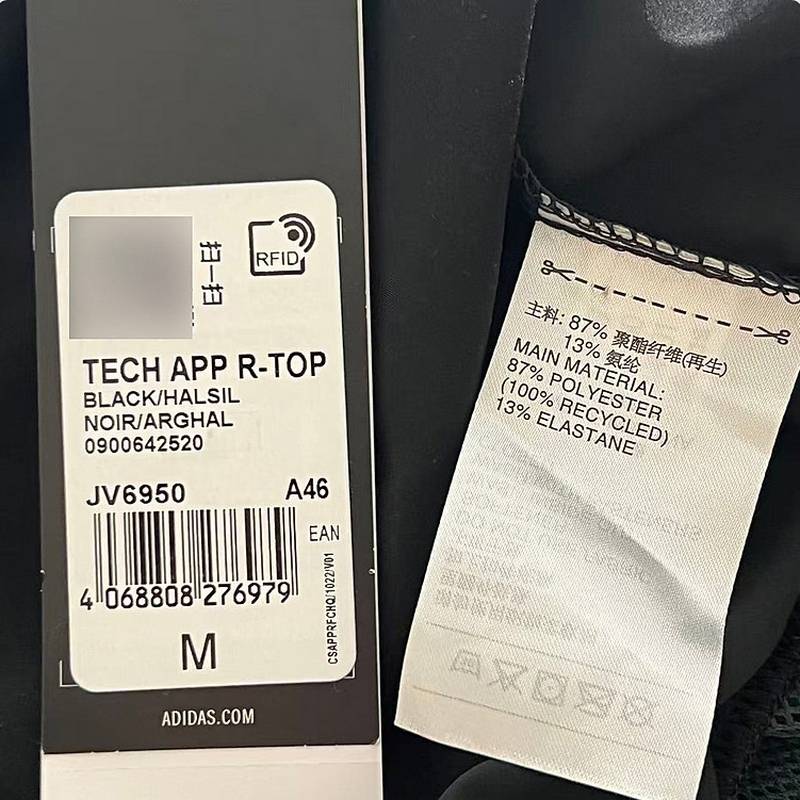 扫一扫
RFID
TECH APP R-TOP
BLACK/HALSIL
NOIR/ARGHAL
0900642520
JV6950 A46
EAN
4 068808 276979
CSAPPRFCHQ/1022/V01
M
ADIDAS.COM
主料: 87% 聚酯纤维(再生)
13% 氨纶
MAIN MATERIAL:
87% POLYESTER
(100% RECYCLED)
13% ELASTANE